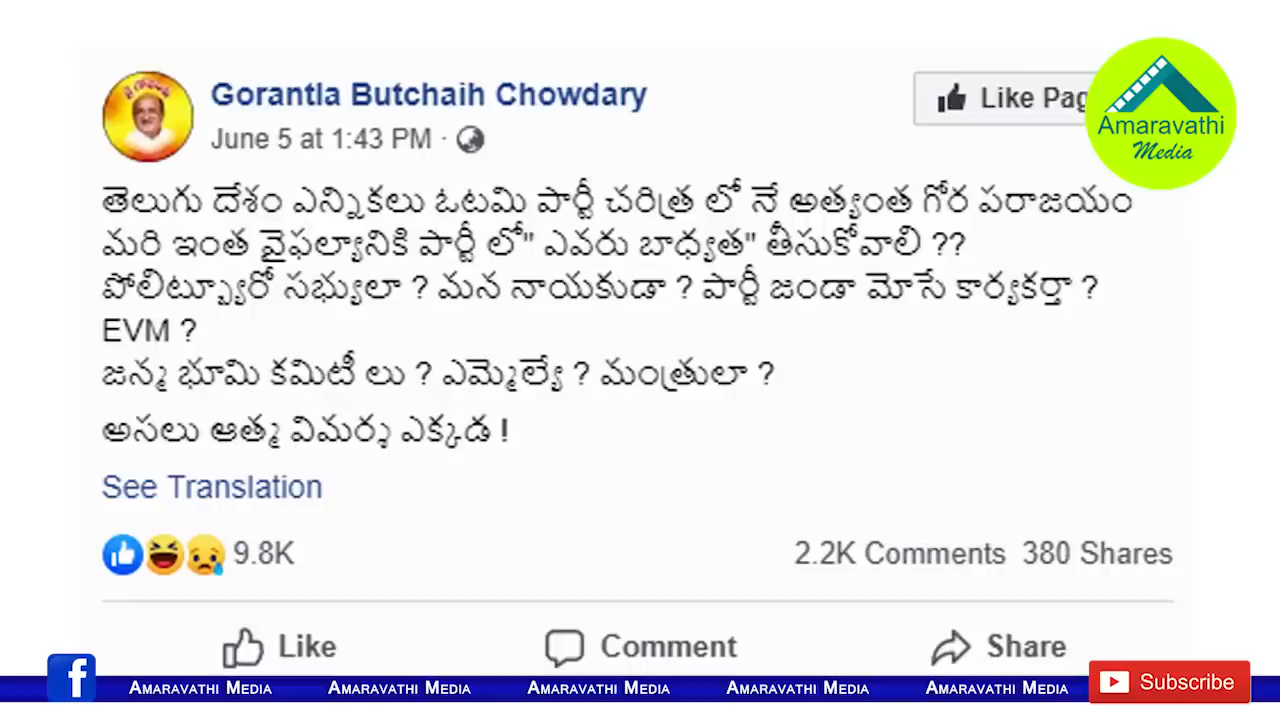 Gorantla Butchaih Chowdary
June 5 at 1:43 PM ·
Like Pag
Amaravathi
Media
తెలుగు దేశం ఎన్నికలు ఓటమి పార్టీ చరిత్ర లో నే అత్యంత గోర పరాజయం
మరి ఇంత వైఫల్యానికి పార్టీ లో" ఎవరు బాధ్యత" తీసుకోవాలి ??
పోలిట్బ్యూరో సభ్యులా ? మన నాయకుడా ? పార్టీ జండా మోసే కార్యకర్తా ?
EVM ?
జన్మ భూమి కమిటీ లు ? ఎమ్మెల్యే ? మంత్రులా ?
అసలు ఆత్మ విమర్శ ఎక్కడ !
See Translation
9.8K
2.2K Comments 380 Shares
Like Comment Share
Amaravathi Media Amaravathi Media Amaravathi Media Amaravathi Media Amaravathi Media
Subscribe